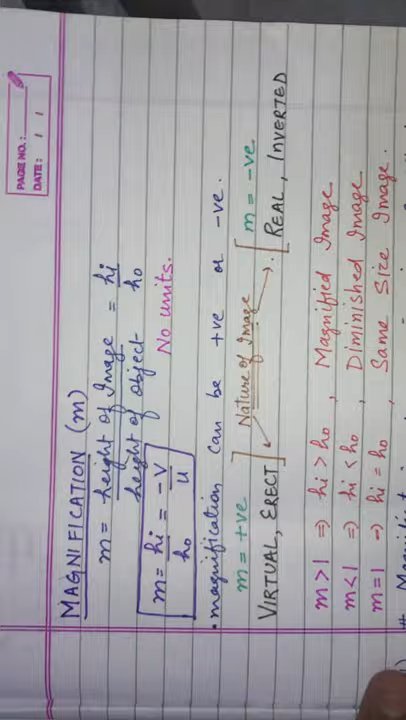 PAGE NO.:
DATE: / /
MAGNIFICATION (m)
m = height of Image = hi
height of object ho
m = hi = -v No units.
ho u
• magnification can be +ve or -ve.
m = +ve Nature of Image m = -ve
VIRTUAL, ERECT REAL, INVERTED
m > 1 ⇒ hi > ho, Magnified Image
m < 1 ⇒ hi < ho, Diminished Image
m = 1 ⇒ hi = ho, Same Size Image.